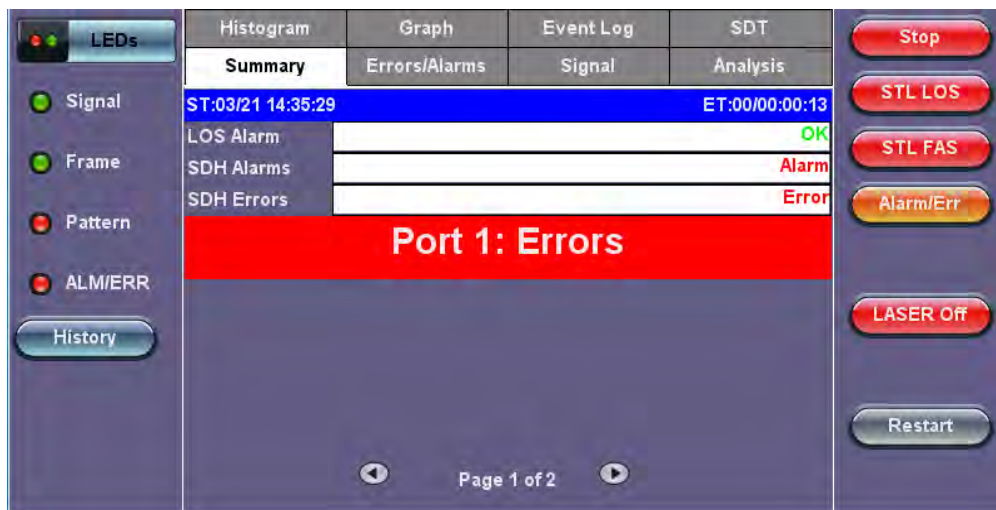 LEDs
Signal
Frame
Pattern
ALM/ERR
History
Histogram Graph Event Log SDT
Summary Errors/Alarms Signal Analysis
ST:03/21 14:35:29 ET:00/00:00:13
LOS Alarm OK
SDH Alarms Alarm
SDH Errors Error
Port 1: Errors
Page 1 of 2
Stop
STL LOS
STL FAS
Alarm/Err
LASER Off
Restart